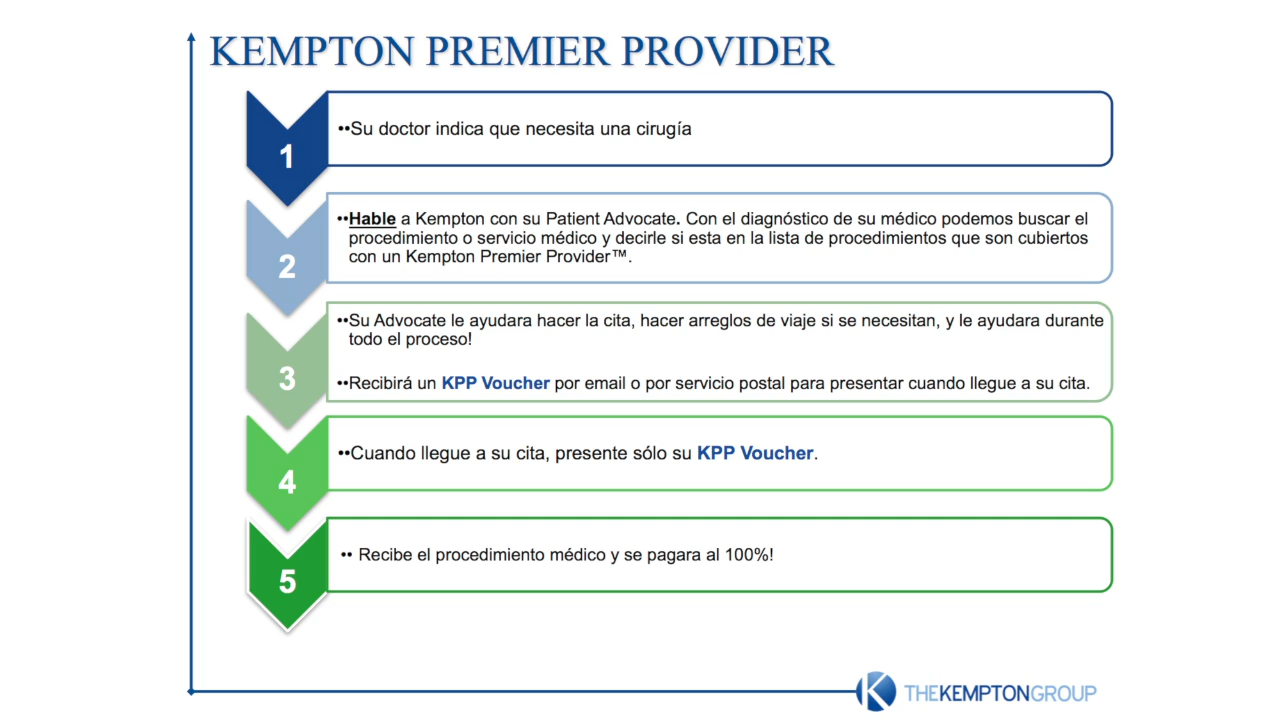 KEMPTON PREMIER PROVIDER
1
••Su doctor indica que necesita una cirugía
2
••Hable a Kempton con su Patient Advocate. Con el diagnóstico de su médico podemos buscar el
procedimiento o servicio médico y decirle si esta en la lista de procedimientos que son cubiertos
con un Kempton Premier Provider™.
3
••Su Advocate le ayudara hacer la cita, hacer arreglos de viaje si se necesitan, y le ayudara durante
todo el proceso!
••Recibirá un KPP Voucher por email o por servicio postal para presentar cuando llegue a su cita.
4
••Cuando llegue a su cita, presente sólo su KPP Voucher.
5
•• Recibe el procedimiento médico y se pagara al 100%!
K THEKEMPTONGROUP